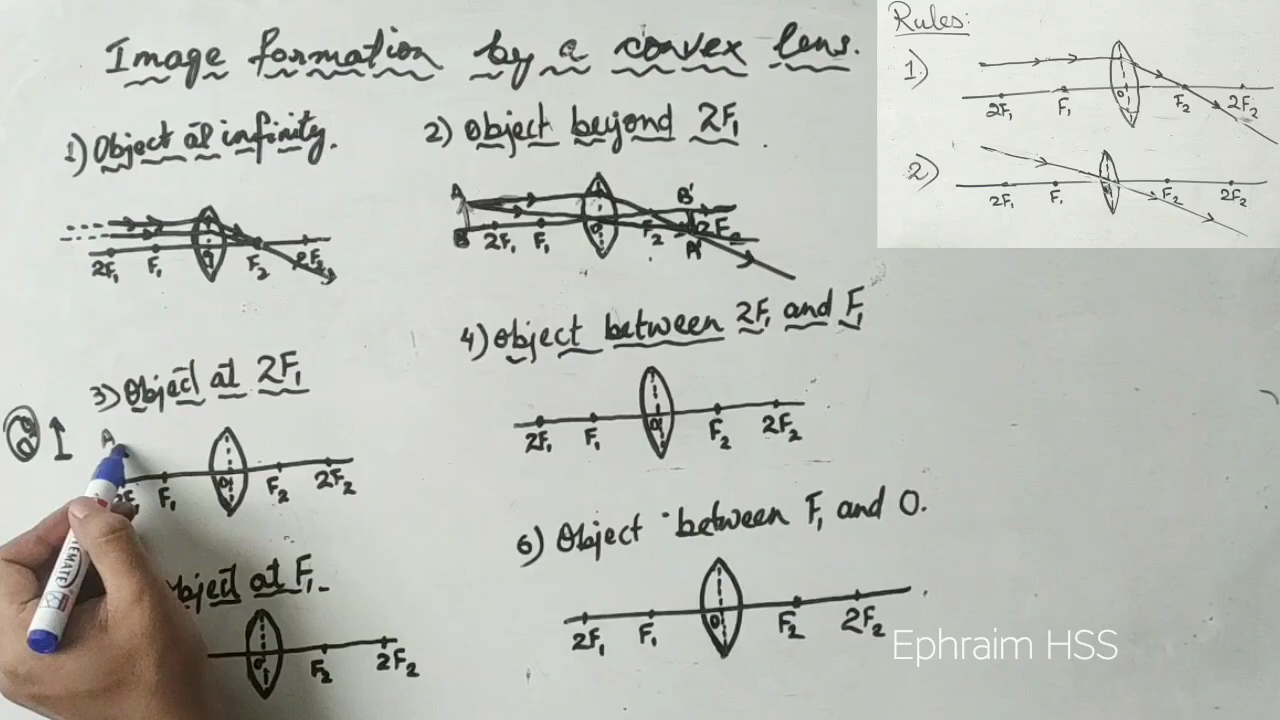 Image formation by a convex lens.
1) Object at infinity.
2F₁ F₁ O F₂ 2F₂
2) Object beyond 2F₁
A B' 
B 2F₁ F₁ O F₂ 2F₂
A'
3) Object at 2F₁
A
2F₁ F₁ O F₂ 2F₂
4) Object between 2F₁ and F₁
2F₁ F₁ O F₂ 2F₂
Object at F₁
O F₂ 2F₂
6) Object between F₁ and O.
2F₁ F₁ O F₂ 2F₂
Rules:
1)
2F₁ F₁ O F₂ 2F₂
2)
2F₁ F₁ F₂ 2F₂
MATE
Ephraim HSS